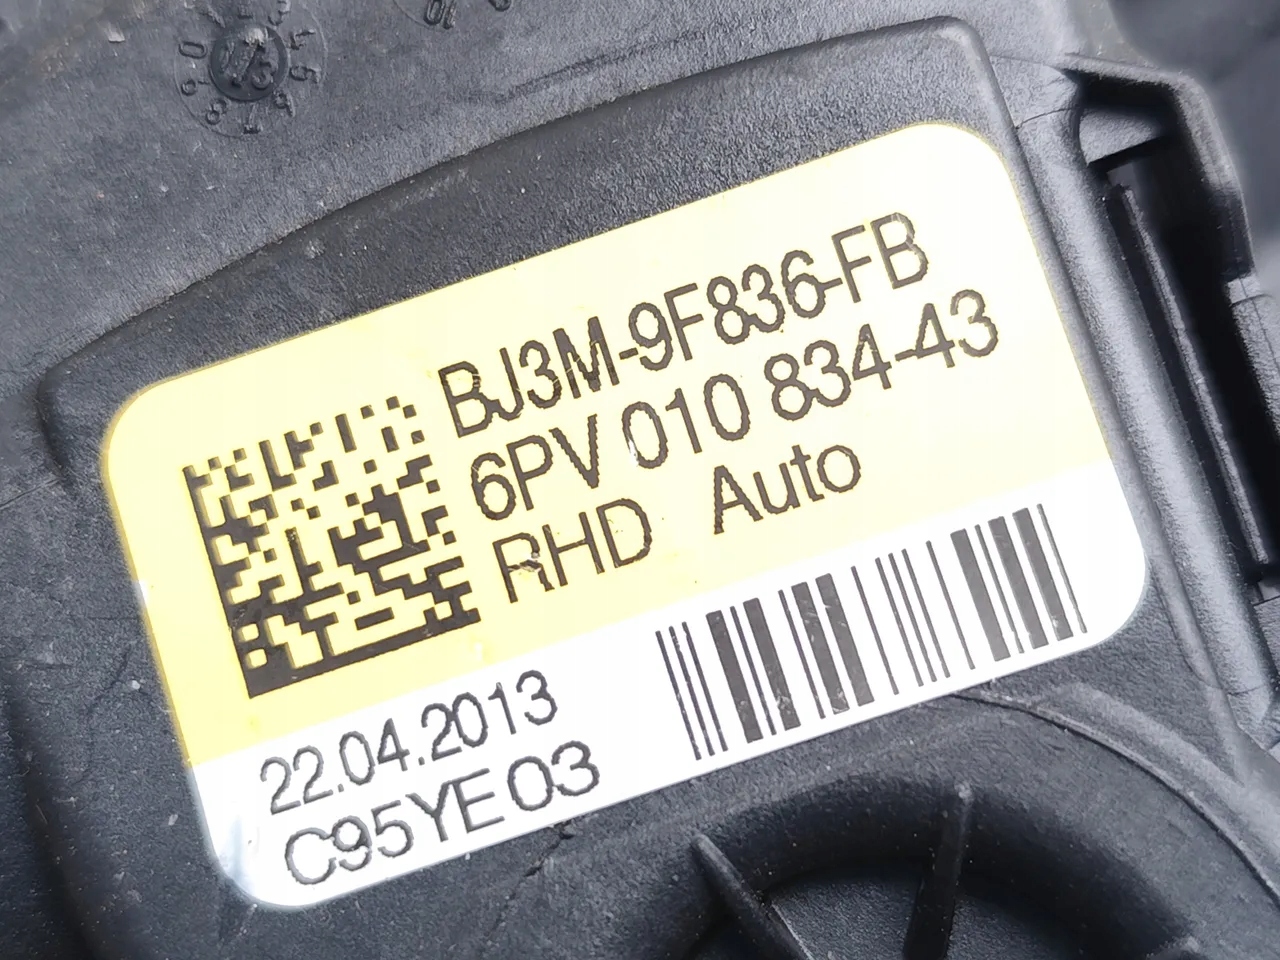 BJ3M-9F836-FB
6PV 010 834-43
RHD Auto
22.04.2013
C95YE03